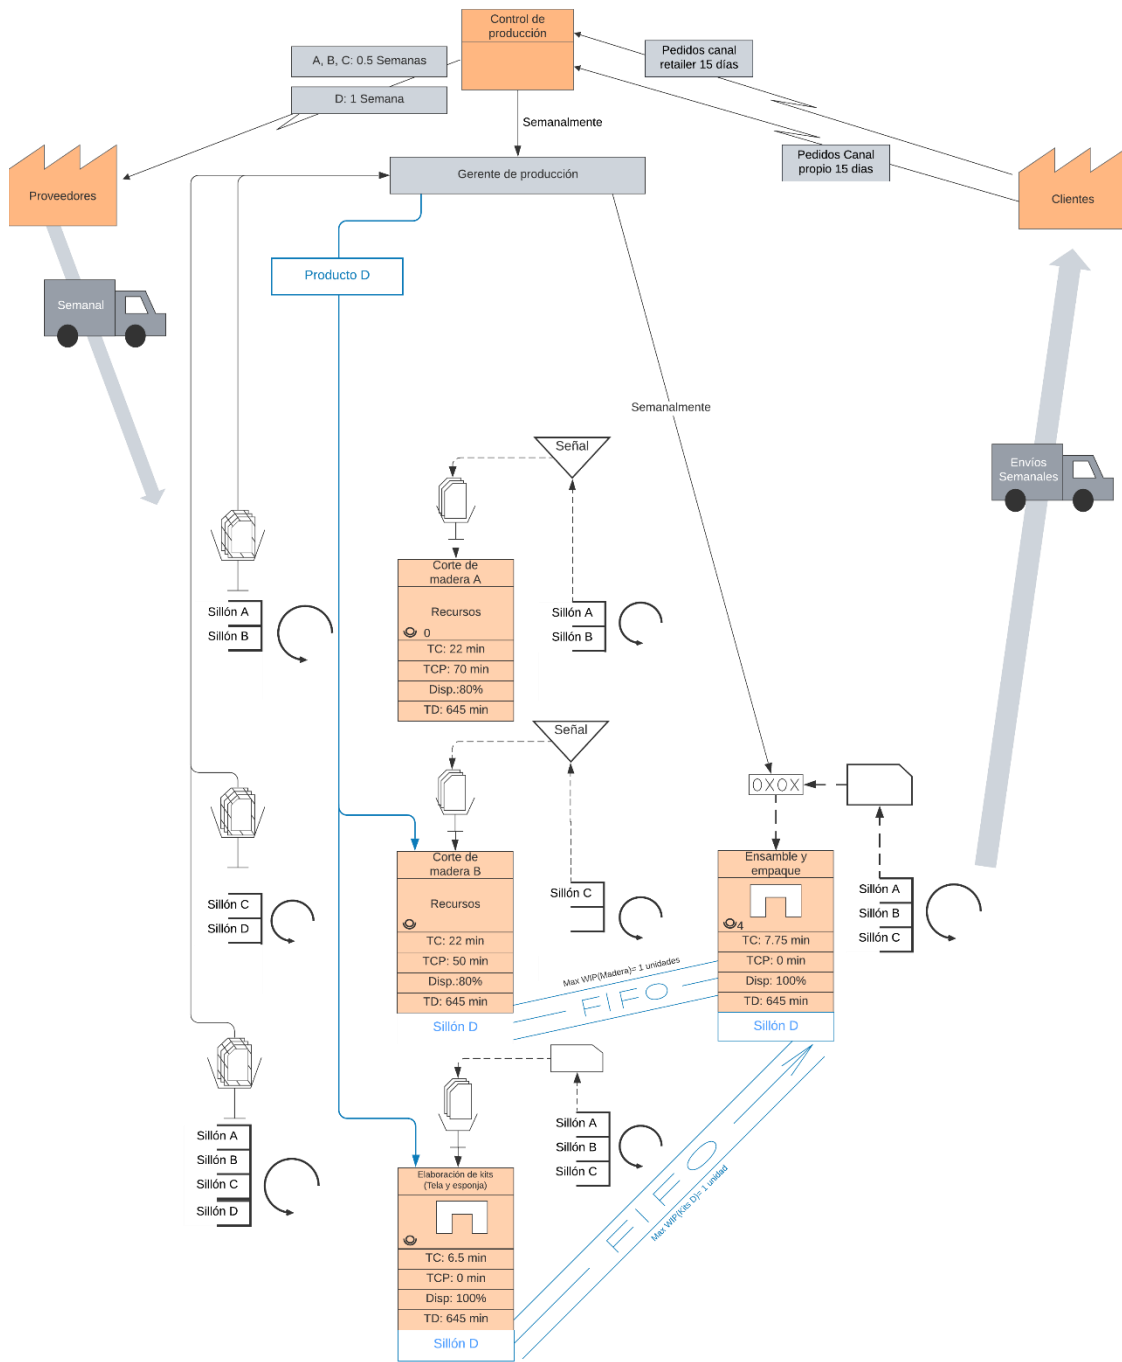 Control de
producción
A, B, C: 0.5 Semanas
D: 1 Semana
Pedidos canal
retailer 15 días
Semanalmente
Pedidos Canal
propio 15 dias
Gerente de producción
Proveedores
Clientes
Producto D
Semanal
Semanalmente
Señal
Envíos
Semanales
Corte de
madera A
Recursos
0
TC: 22 min
TCP: 70 min
Disp.:80%
TD: 645 min
Sillón A
Sillón B
Sillón A
Sillón B
Señal
OXOX
Corte de
madera B
Recursos
TC: 22 min
TCP: 50 min
Disp.:80%
TD: 645 min
Sillón D
Sillón C
Sillón D
Sillón C
Ensamble y
empaque
4
TC: 7.75 min
TCP: 0 min
Disp: 100%
TD: 645 min
Sillón D
Sillón A
Sillón B
Sillón C
Max WIP(Madera)= 1 unidades
FIFO
Sillón A
Sillón B
Sillón C
Sillón D
Sillón A
Sillón B
Sillón C
Elaboración de kits
(Tela y esponja)
TC: 6.5 min
TCP: 0 min
Disp: 100%
TD: 645 min
Sillón D
FIFO
Max WIP(Kits D)= 1 unidad